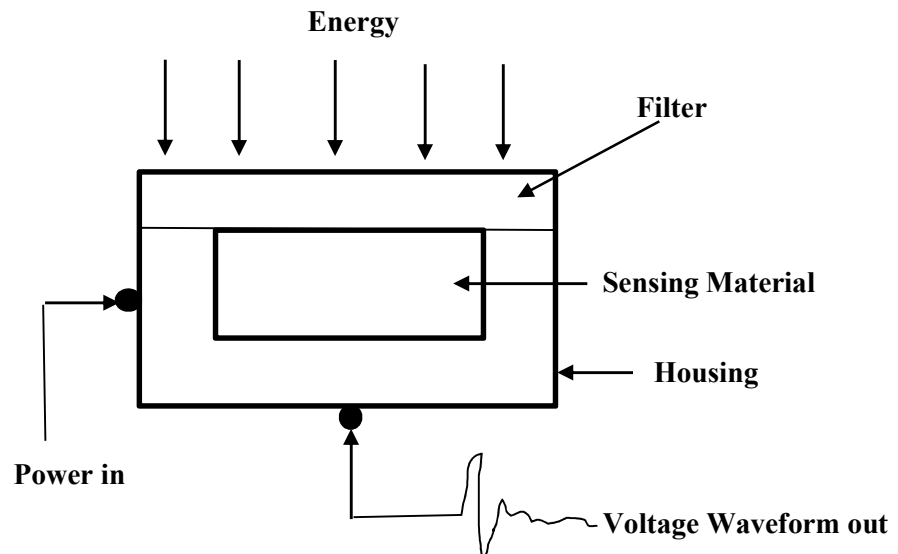 Energy
Filter
Sensing Material
Housing
Power in
Voltage Waveform out